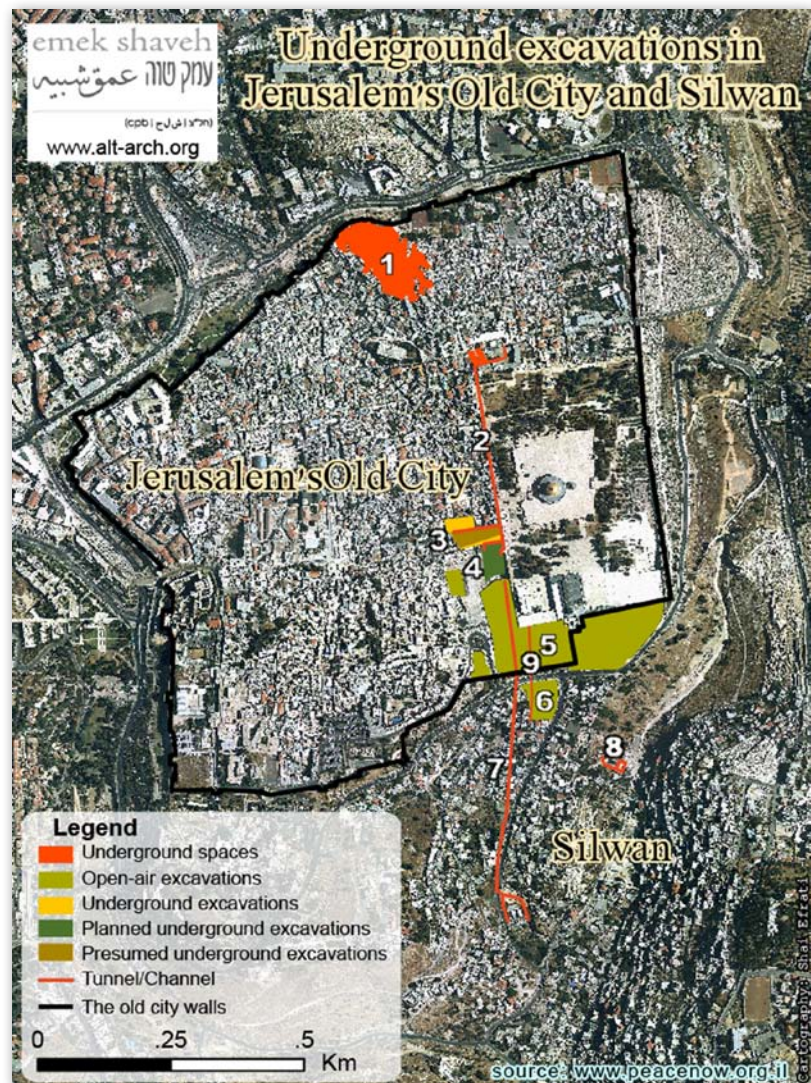 emek shaveh
עמק שוה عمق شبيه
www.alt-arch.org
Underground excavations in
Jerusalem's Old City and Silwan
1
2
Jerusalem'sOld City
3
4
5
9
6
8
7
Silwan
Legend
Underground spaces
Open-air excavations
Underground excavations
Planned underground excavations
Presumed underground excavations
Tunnel/Channel
The old city walls
0 .25 .5
Km
source: www.peacenow.org.il